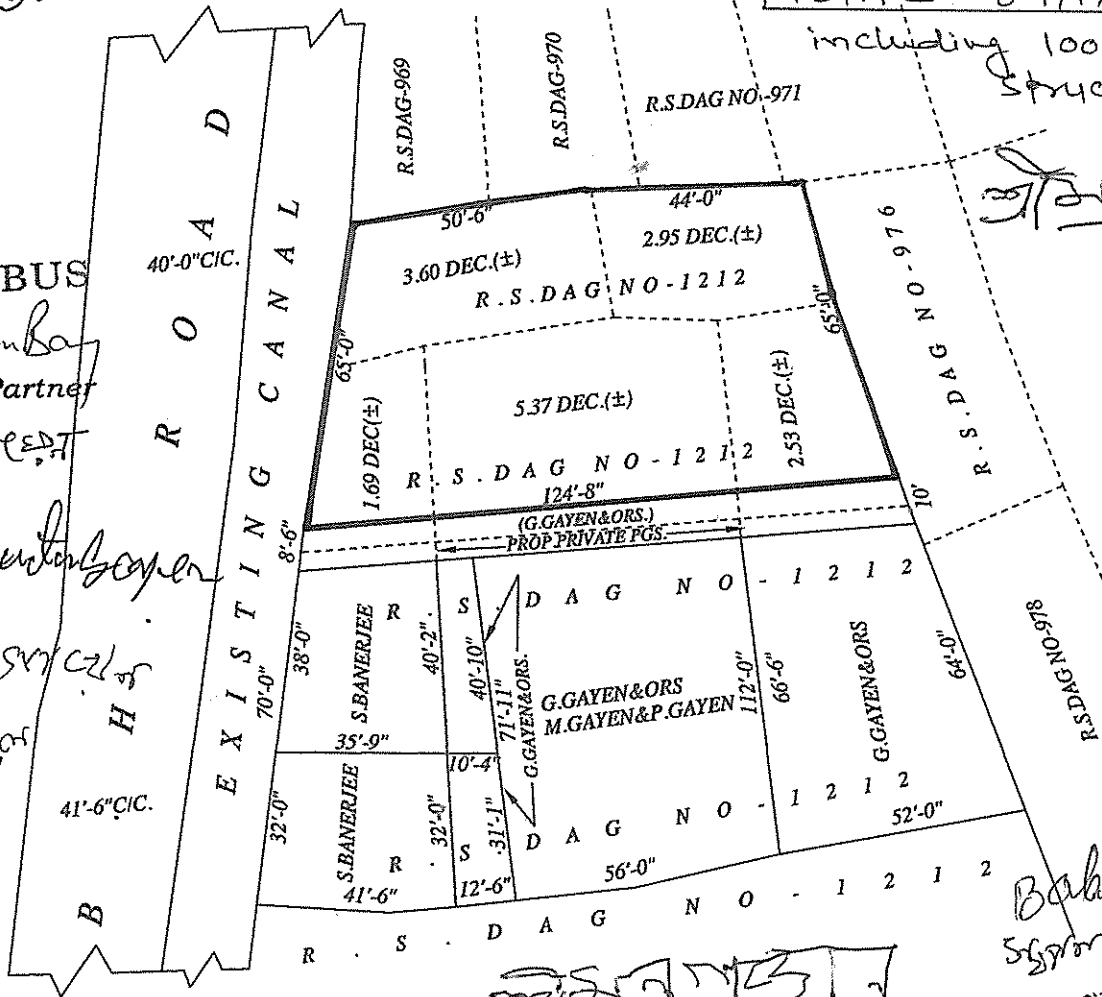 including 100
R.S.DAG-969
R.S.DAG-970
R.S.DAG NO-971
50'-6"
44'-0"
40'-0"C/C.
3.60 DEC.(±)
2.95 DEC.(±)
R.S.DAG NO-1212
R.S.DAG NO-976
BUS
Partner
65'-0"
65'-0"
1.69 DEC(±)
5.37 DEC.(±)
2.53 DEC.(±)
R.S.DAG NO-1212
124'-8"
(G.GAYEN&ORS.)
PROP.PRIVATE PGS.
10'
8'-6"
EXISTING CANAL
ROAD
BH
R.S. DAG NO-1212
38'-0"
S.BANERJEE
40'-2"
40'-10"
71'-11"
G.GAYEN&ORS.
G.GAYEN&ORS
M.GAYEN&P.GAYEN
112'-0"
66'-6"
G.GAYEN&ORS
64'-0"
R.S.DAG NO-978
70'-0"
35'-9"
10'-4"
41'-6"C/C.
32'-0"
S.BANERJEE
32'-0"
31'-1"
R.S. DAG NO-1212
52'-0"
56'-0"
41'-6"
12'-6"
R.S. DAG NO-1212